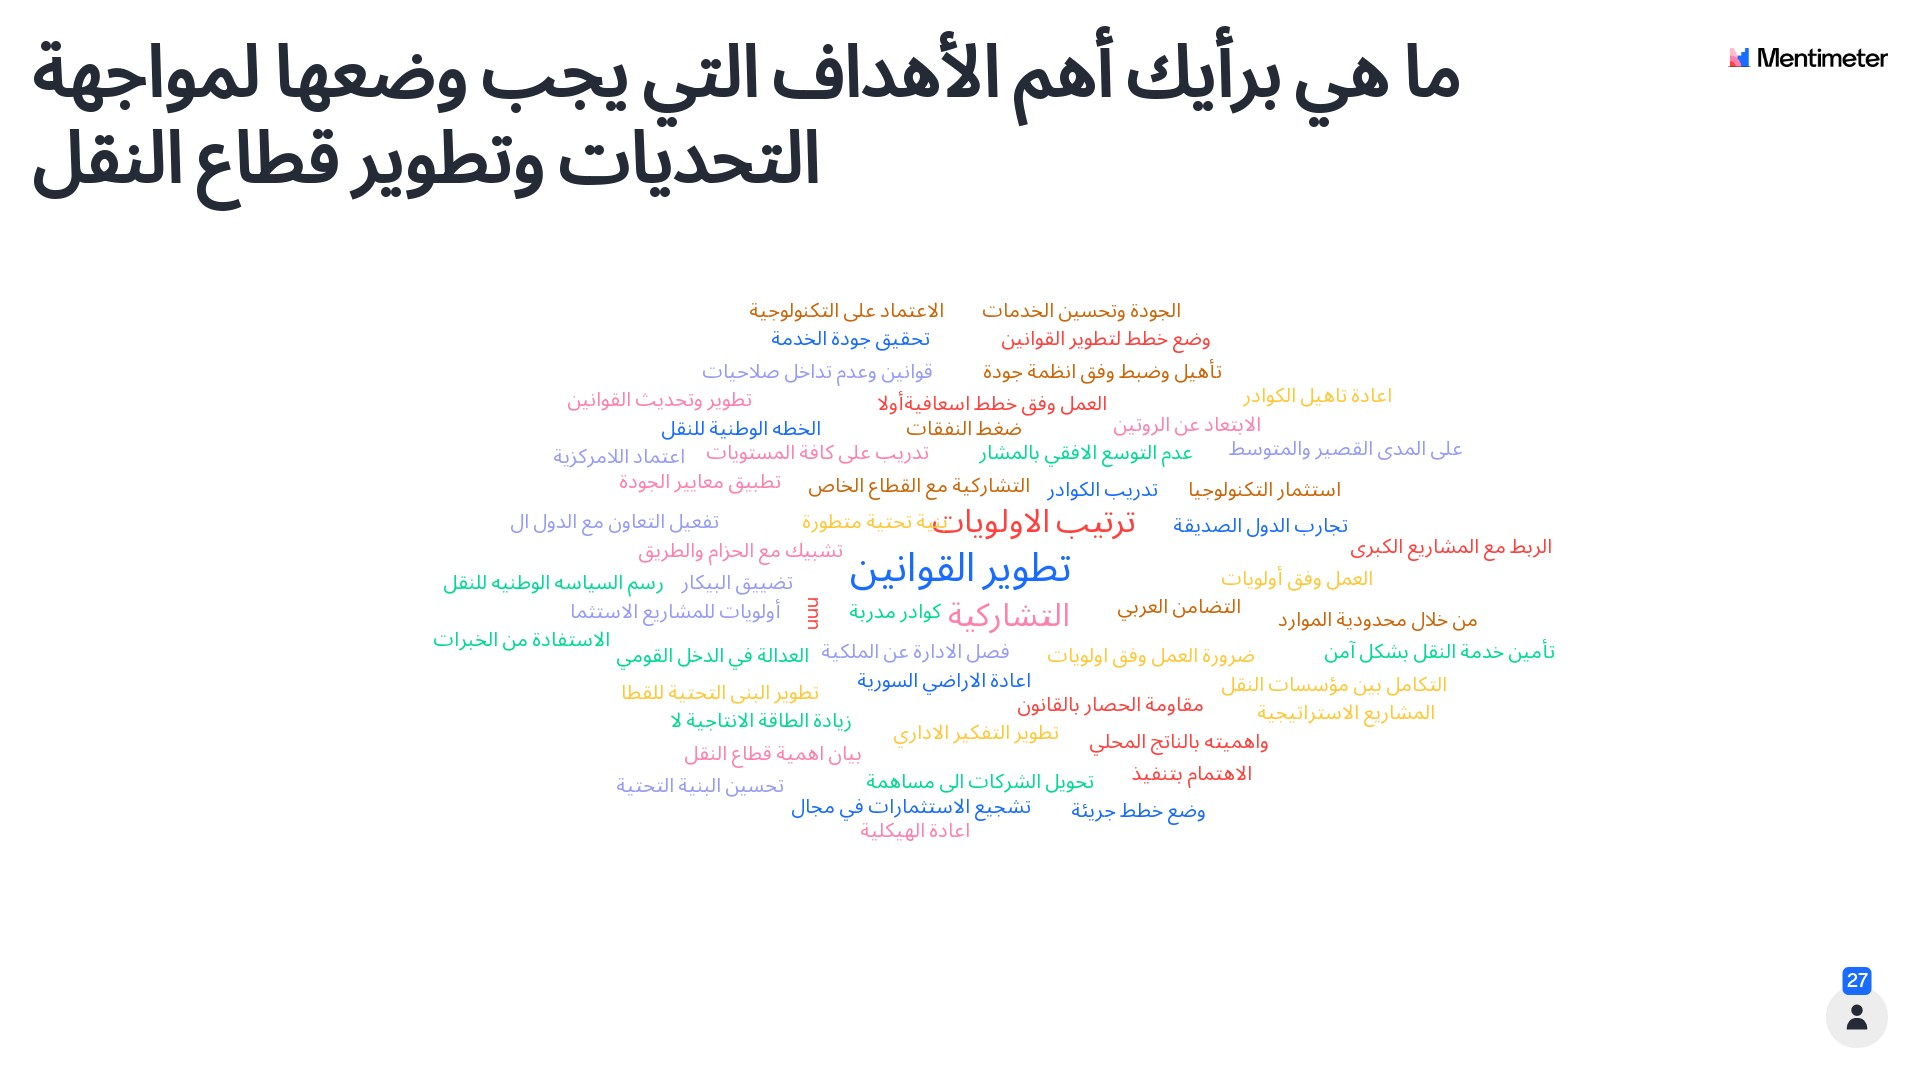 ما هي برأيك أهم الأهداف التي يجب وضعها لمواجهة
التحديات وتطوير قطاع النقل
Mentimeter
الجودة وتحسين الخدمات
الاعتماد على التكنولوجية
وضع خطط لتطوير القوانين
تحقيق جودة الخدمة
تأهيل وضبط وفق انظمة جودة
قوانين وعدم تداخل صلاحيات
اعادة تاهيل الكوادر
العمل وفق خطط اسعافيةأولا
تطوير وتحديث القوانين
الابتعاد عن الروتين
ضغط النفقات
الخطه الوطنية للنقل
على المدى القصير والمتوسط
عدم التوسع الافقي بالمشار
تدريب على كافة المستويات
اعتماد اللامركزية
استثمار التكنولوجيا
تدريب الكوادر
التشاركية مع القطاع الخاص
تطبيق معايير الجودة
تجارب الدول الصديقة
ترتيب الاولويات
بنية تحتية متطورة
تفعيل التعاون مع الدول ال
الربط مع المشاريع الكبرى
تشبيك مع الحزام والطريق
العمل وفق أولويات
تطوير القوانين
تضييق البيكار
رسم السياسه الوطنيه للنقل
من خلال محدودية الموارد
التضامن العربي
التشاركية
كوادر مدربة
nnn
أولويات للمشاريع الاستثما
الاستفادة من الخبرات
تأمين خدمة النقل بشكل آمن
ضرورة العمل وفق اولويات
فصل الادارة عن الملكية
العدالة في الدخل القومي
التكامل بين مؤسسات النقل
اعادة الاراضي السورية
تطوير البنى التحتية للقطا
المشاريع الاستراتيجية
مقاومة الحصار بالقانون
زيادة الطاقة الانتاجية لا
واهميته بالناتج المحلي
تطوير التفكير الاداري
بيان اهمية قطاع النقل
الاهتمام بتنفيذ
تحويل الشركات الى مساهمة
تحسين البنية التحتية
وضع خطط جريئة
تشجيع الاستثمارات في مجال
اعادة الهيكلية
27